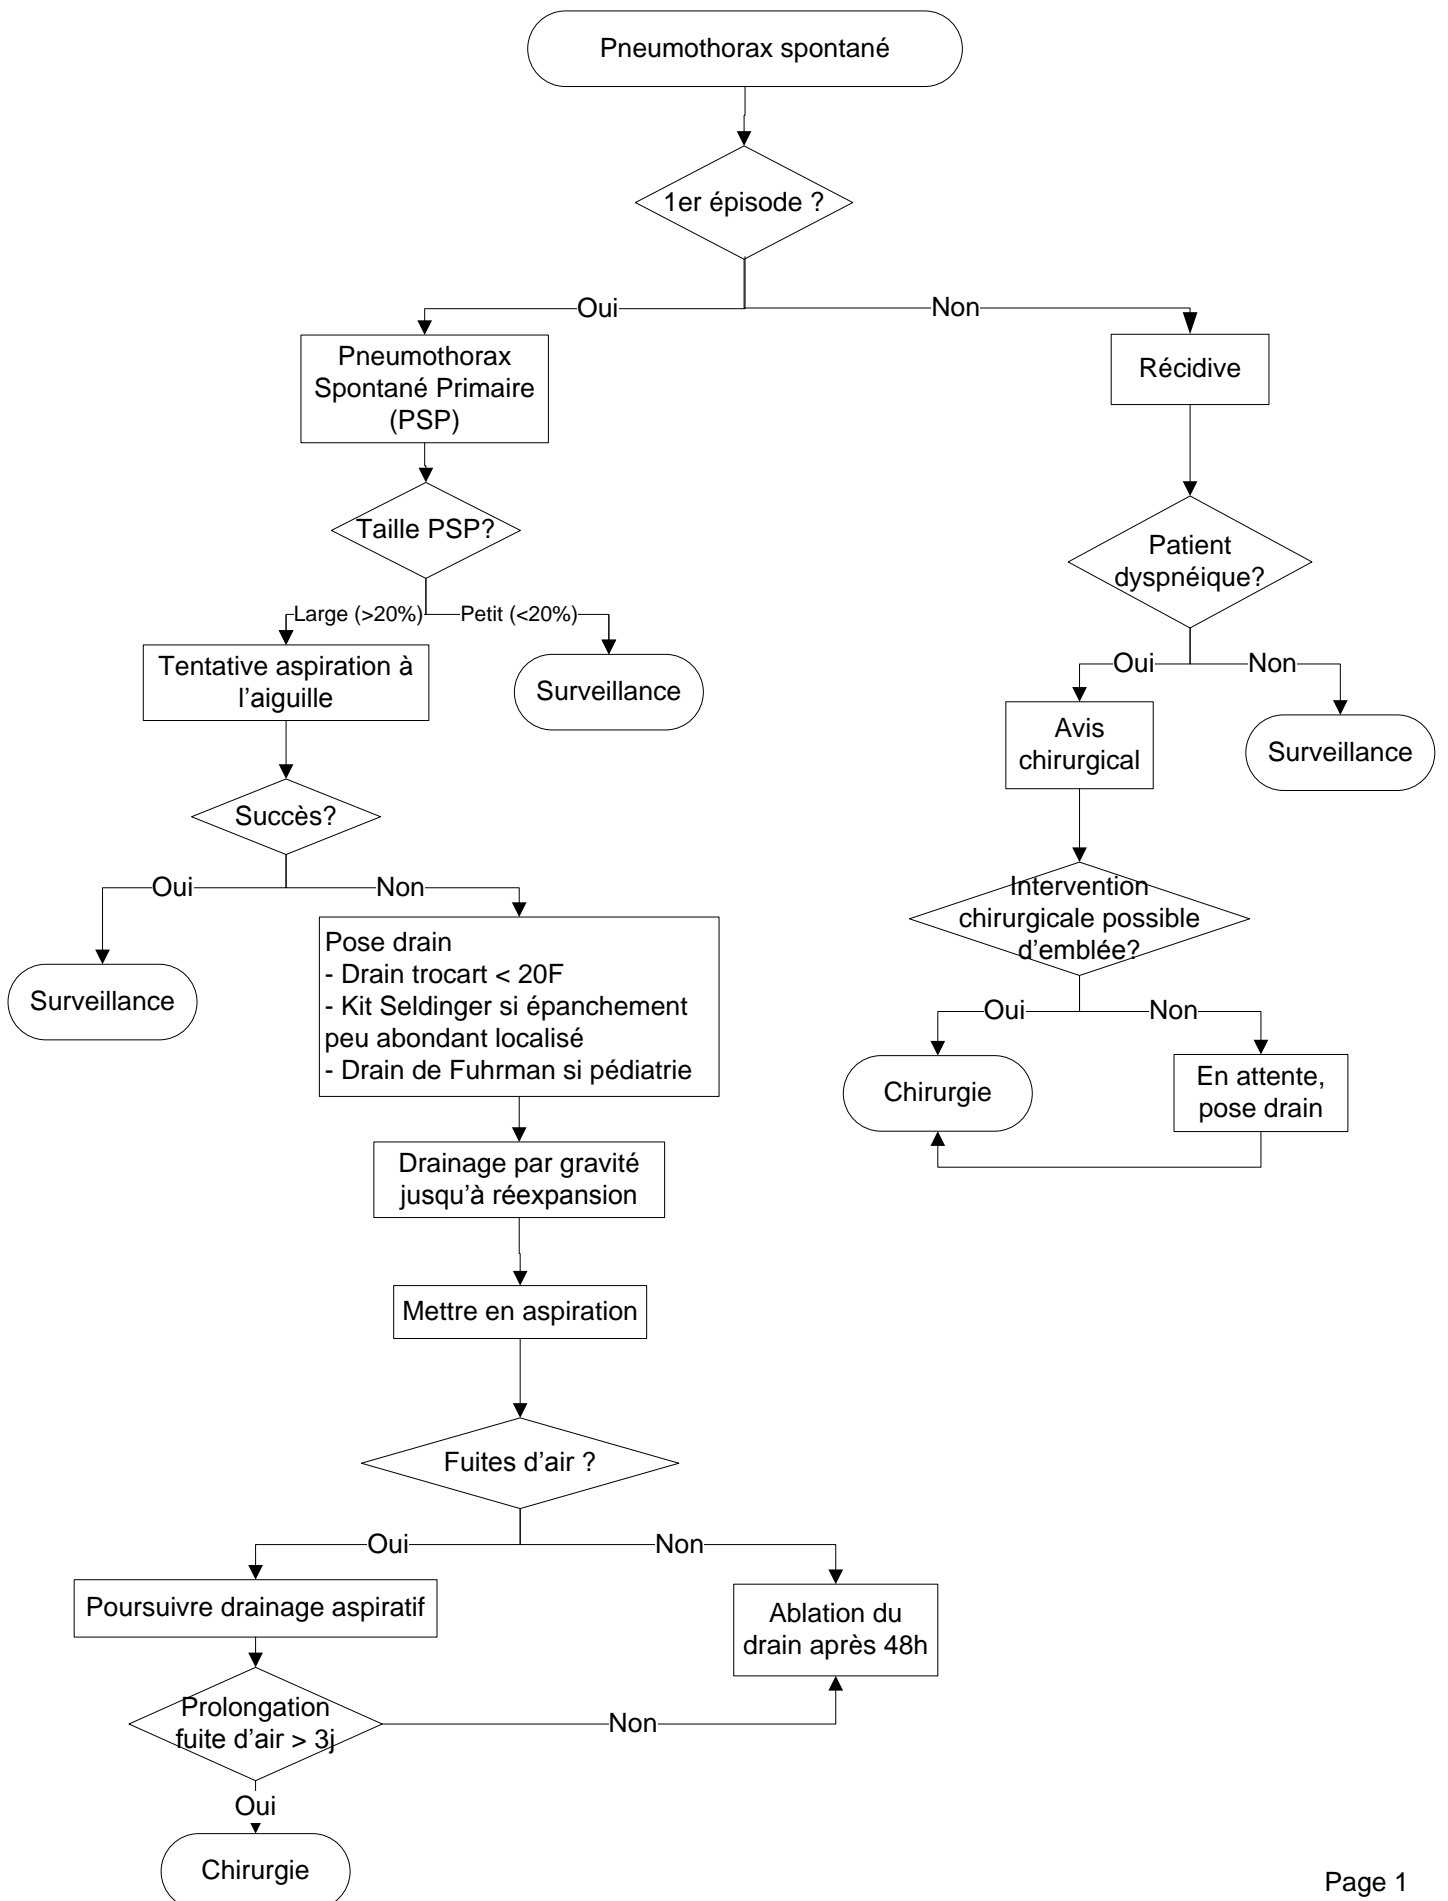 Pneumothorax spontané
1er épisode ?
Oui
Non
Pneumothorax
Spontané Primaire
(PSP)
Récidive
Taille PSP?
Patient
dyspnéique?
Large (>20%)
Petit (<20%)
Tentative aspiration à
l’aiguille
Surveillance
Oui
Non
Avis
chirurgical
Surveillance
Succès?
Oui
Non
Intervention
chirurgicale possible
d’emblée?
Pose drain
- Drain trocart < 20F
- Kit Seldinger si épanchement
peu abondant localisé
- Drain de Fuhrman si pédiatrie
Surveillance
Oui
Non
Chirurgie
En attente,
pose drain
Drainage par gravité
jusqu’à réexpansion
Mettre en aspiration
Fuites d’air ?
Oui
Non
Poursuivre drainage aspiratif
Ablation du
drain après 48h
Prolongation
fuite d’air > 3j
Non
Oui
Chirurgie
Page 1